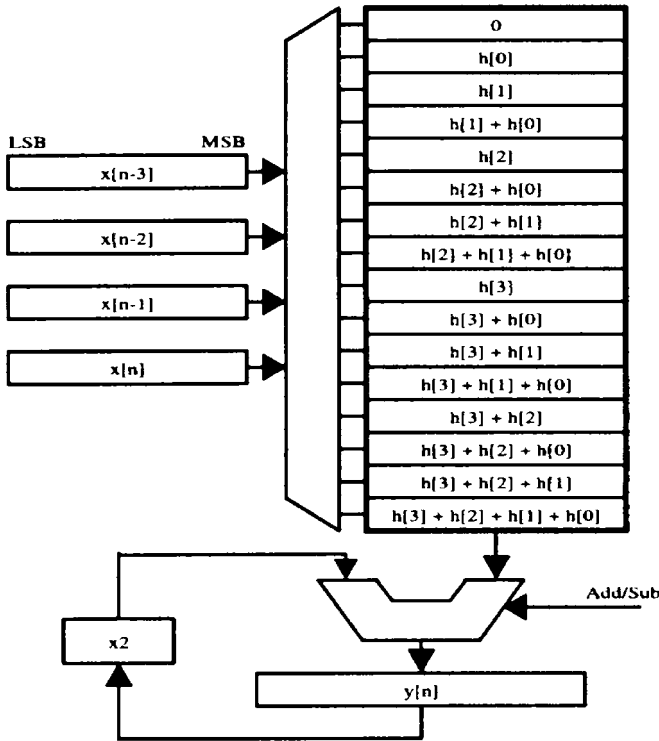 0
h[0]
h[1]
h[1] + h[0]
LSB MSB
h[2]
x[n-3]
h[2] + h[0]
h[2] + h[1]
x[n-2]
h[2] + h[1] + h[0]
h[3]
x[n-1]
h[3] + h[0]
h[3] + h[1]
x[n]
h[3] + h[1] + h[0]
h[3] + h[2]
h[3] + h[2] + h[0]
h[3] + h[2] + h[1]
h[3] + h[2] + h[1] + h[0]
Add/Sub
x2
y[n]